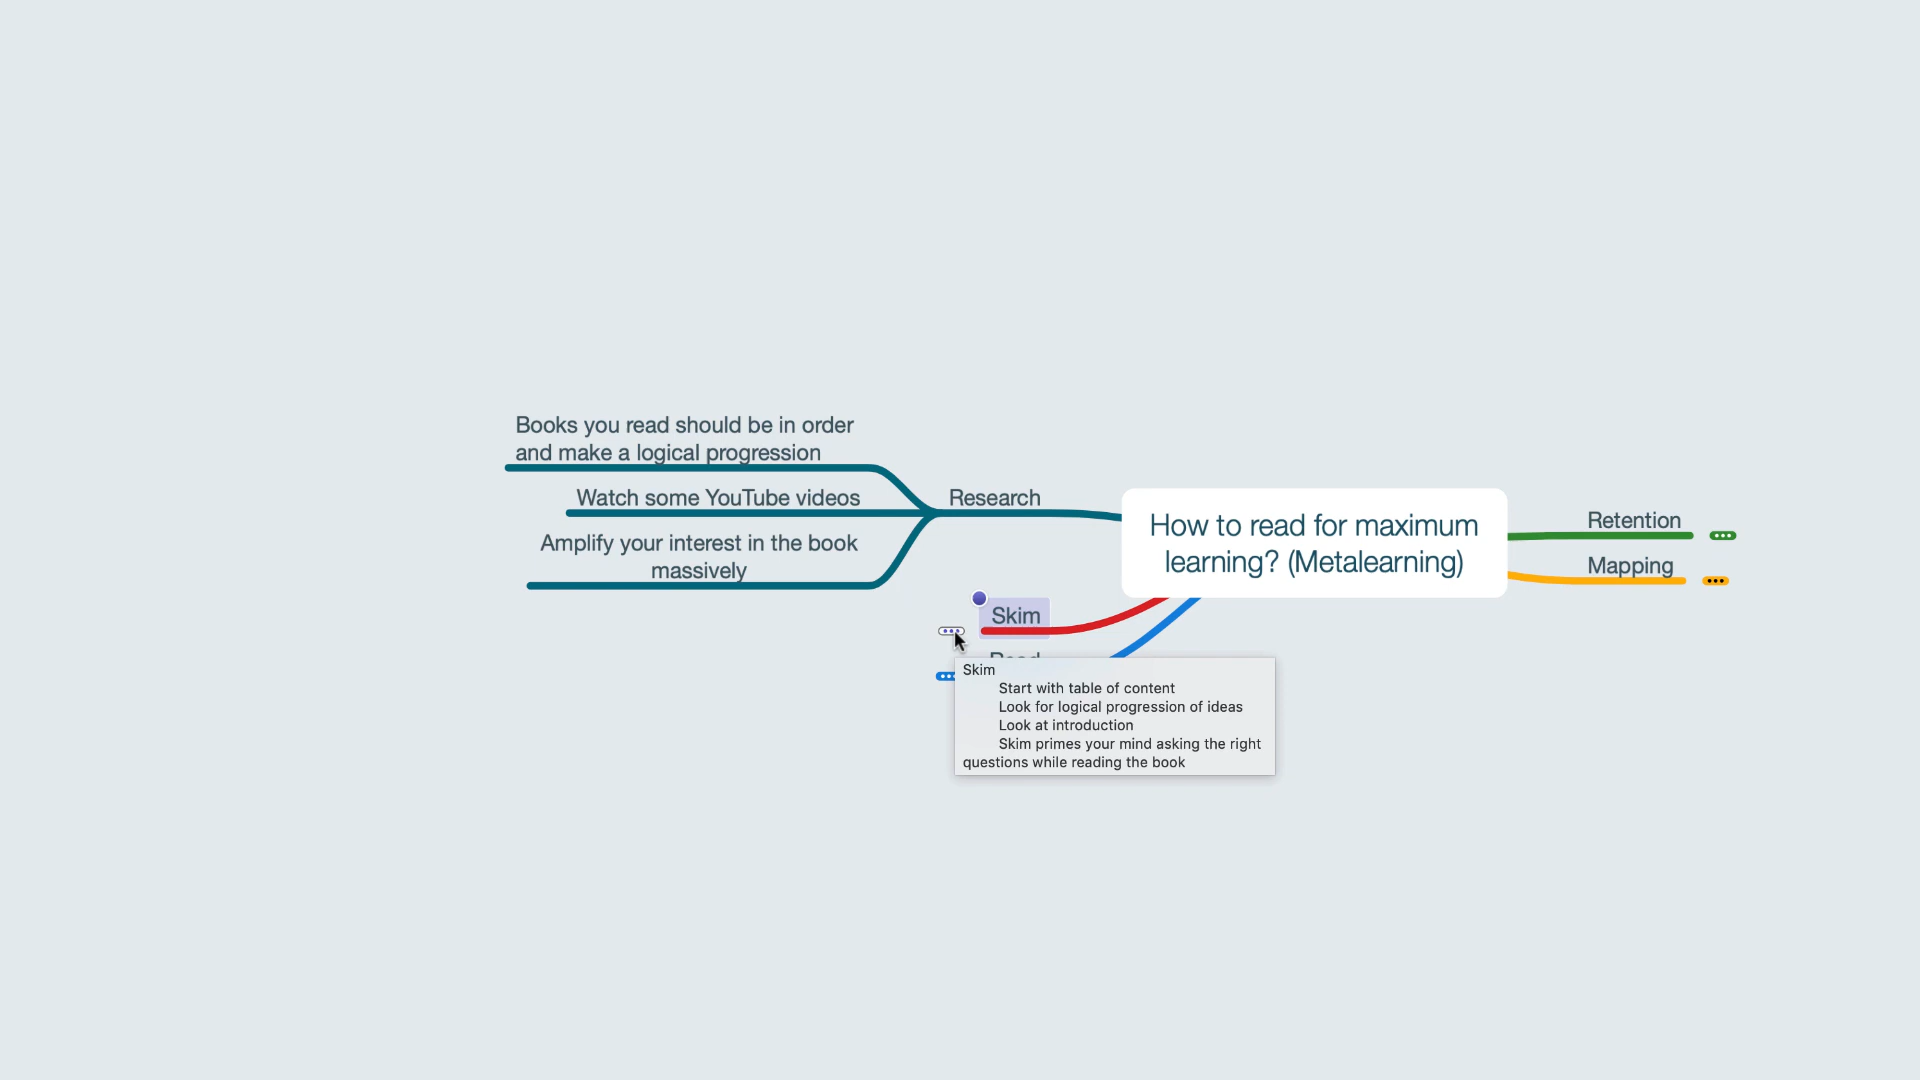 Books you read should be in order
and make a logical progression
Watch some YouTube videos
Amplify your interest in the book
massively
Research
How to read for maximum
learning? (Metalearning)
Retention
Mapping
Skim
Skim
Start with table of content
Look for logical progression of ideas
Look at introduction
Skim primes your mind asking the right
questions while reading the book